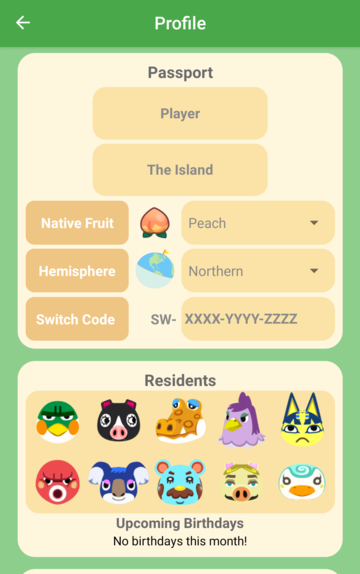 Profile
Passport
Player
The Island
Native Fruit
Peach
Hemisphere
Northern
Switch Code
SW-
XXXX-YYYY-ZZZZ
Residents
Upcoming Birthdays
No birthdays this month!